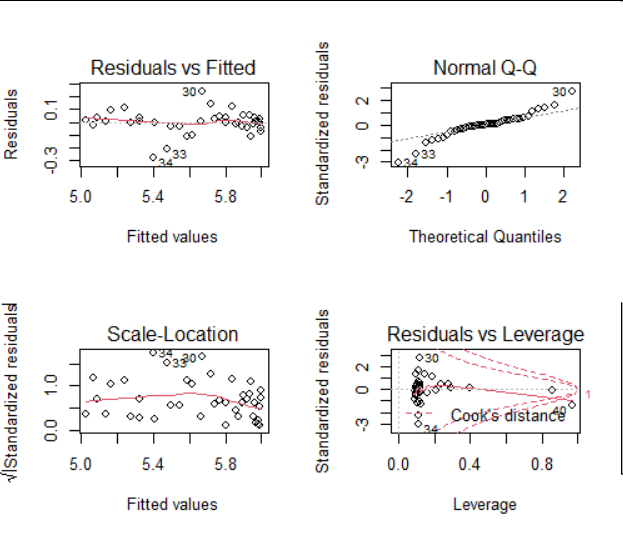 Residuals vs Fitted
Residuals
0.1
-0.3
30
33
34
5.0 5.4 5.8
Fitted values
Normal Q-Q
Standardized residuals
2
0
-3
30
33
34
-2 -1 0 1 2
Theoretical Quantiles
Scale-Location
√|Standardized residuals|
1.0
0.0
34
33
30
5.0 5.4 5.8
Fitted values
Residuals vs Leverage
Standardized residuals
2
0
-3
30
1
40
Cook's distance
34
0.0 0.4 0.8
Leverage